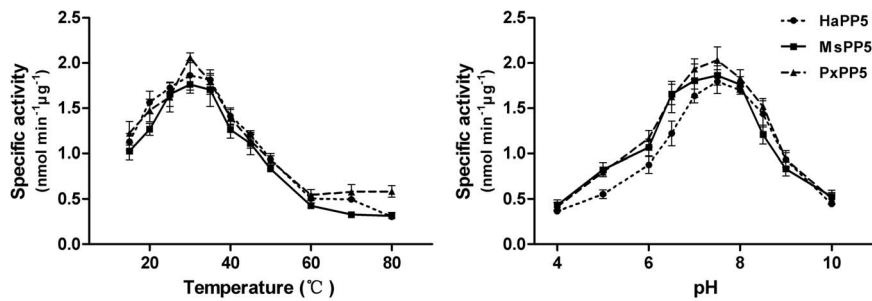 Specific activity
(nmol min⁻¹μg⁻¹)
2.5
2.0
1.5
1.0
0.5
0.0
20
40
60
80
Temperature (℃)
Specific activity
(nmol min⁻¹μg⁻¹)
2.5
2.0
1.5
1.0
0.5
0.0
4
6
8
10
pH
HaPP5
MsPP5
PxPP5